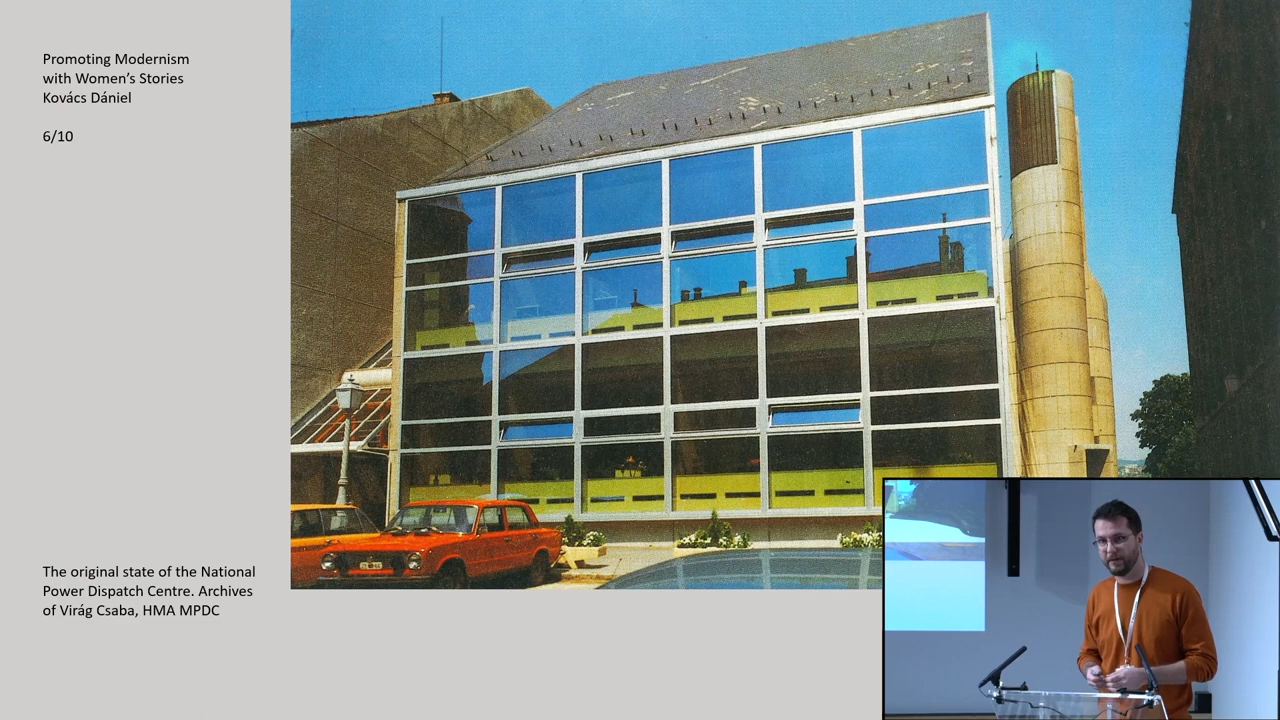 Promoting Modernism
with Women's Stories
Kovács Dániel
6/10
The original state of the National
Power Dispatch Centre. Archives
of Virág Csaba, HMA MPDC